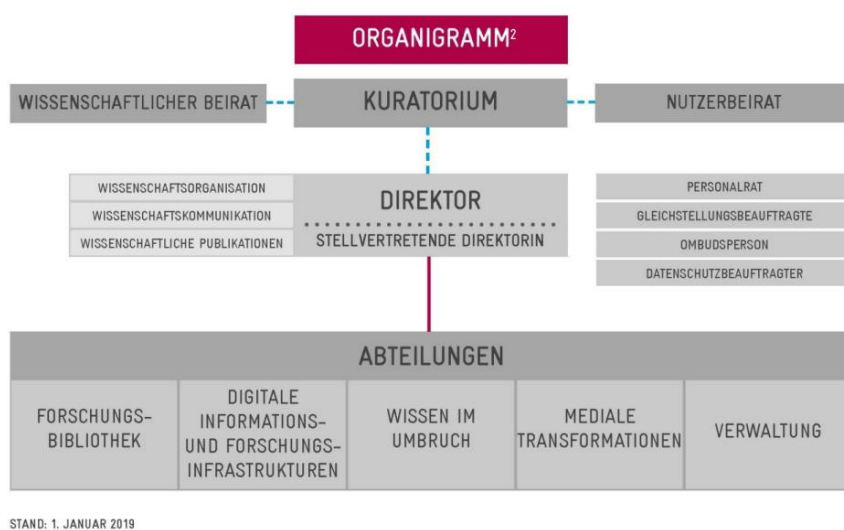 ORGANIGRAMM²
WISSENSCHAFTLICHER BEIRAT
KURATORIUM
NUTZERBEIRAT
WISSENSCHAFTSORGANISATION
WISSENSCHAFTSKOMMUNIKATION
WISSENSCHAFTLICHE PUBLIKATIONEN
DIREKTOR
STELLVERTRETENDE DIREKTORIN
PERSONALRAT
GLEICHSTELLUNGSBEAUFTRAGTE
OMBUDSPERSON
DATENSCHUTZBEAUFTRAGTER
ABTEILUNGEN
FORSCHUNGS-
BIBLIOTHEK
DIGITALE
INFORMATIONS-
UND FORSCHUNGS-
INFRASTRUKTUREN
WISSEN IM
UMBRUCH
MEDIALE
TRANSFORMATIONEN
VERWALTUNG
STAND: 1. JANUAR 2019